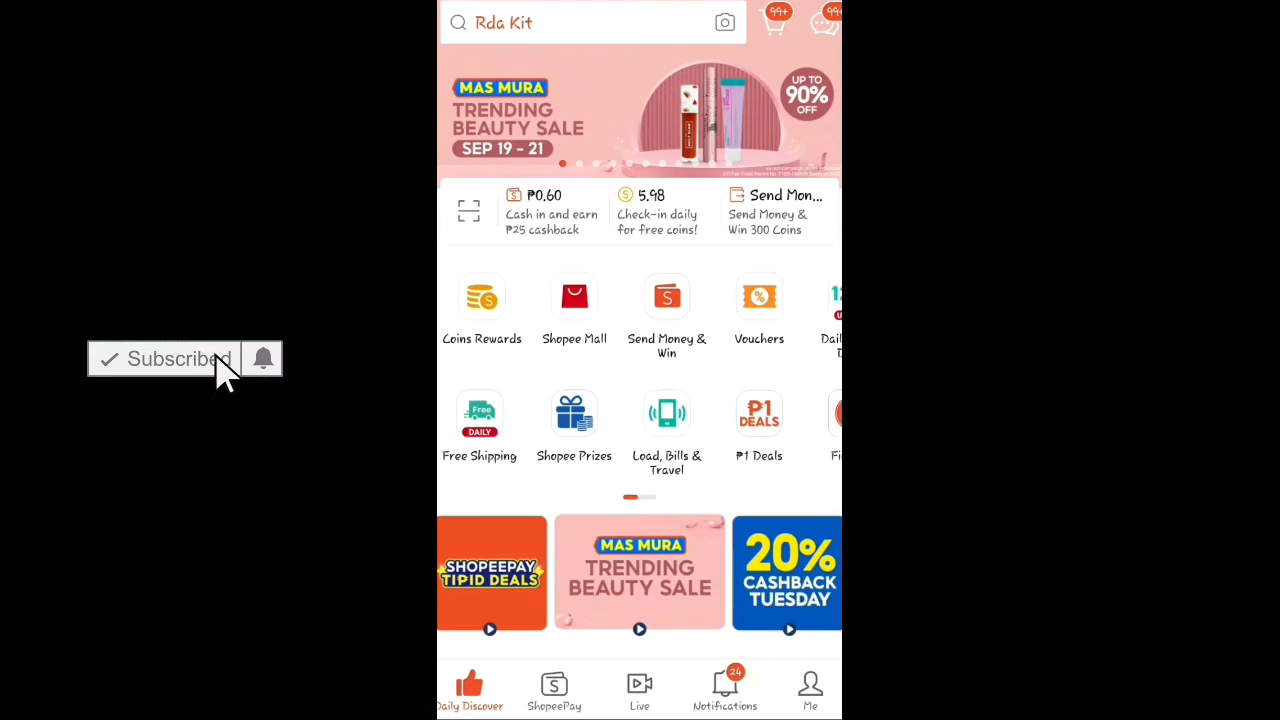 Rda Kit
99+
99+
MAS MURA
TRENDING
BEAUTY SALE
SEP 19 - 21
UP TO
90%
OFF
₱0.60
Cash in and earn
₱25 cashback
5.98
Check-in daily
for free coins!
Send Mon...
Send Money &
Win 300 Coins
Coins Rewards
Shopee Mall
Send Money &
Win
Vouchers
Subscribed
Free
DAILY
Free Shipping
Shopee Prizes
Load, Bills &
Travel
₱1
DEALS
₱1 Deals
SHOPEEPAY
TIPID DEALS
MAS MURA
TRENDING
BEAUTY SALE
20%
CASHBACK
TUESDAY
Daily Discover
ShopeePay
Live
24
Notifications
Me